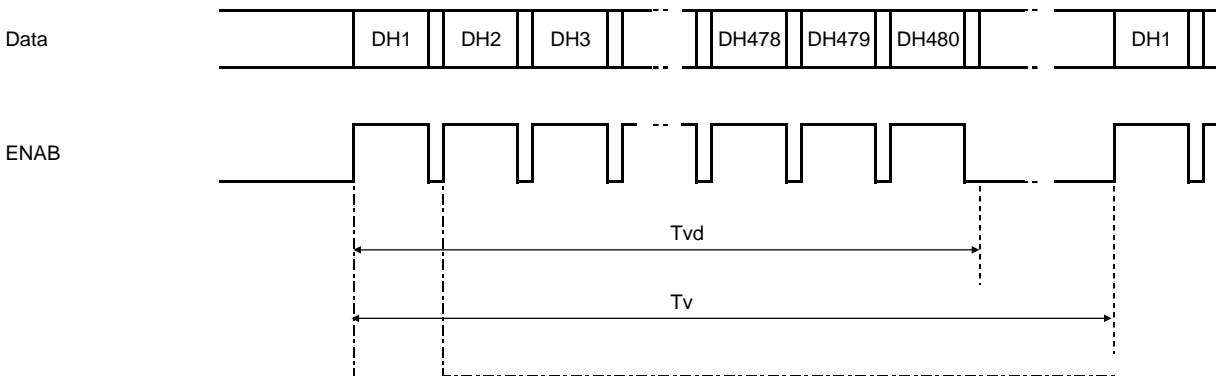 Data DH1 DH2 DH3 DH478 DH479 DH480 DH1
ENAB
Tvd
Tv